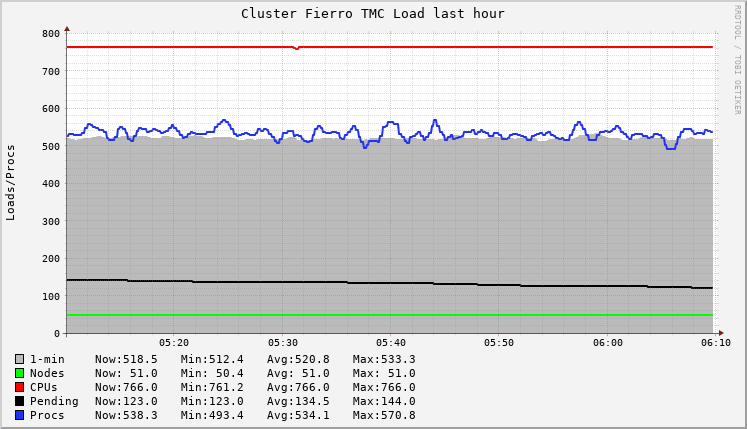 Cluster Fierro TMC Load last hour
RRDTOOL / TOBI OETIKER
Loads/Procs
800
700
600
500
400
300
200
100
0
05:20 05:30 05:40 05:50 06:00 06:10
1-min Now:518.5 Min:512.4 Avg:520.8 Max:533.3
Nodes Now: 51.0 Min: 50.4 Avg: 51.0 Max: 51.0
CPUs Now:766.0 Min:761.2 Avg:766.0 Max:766.0
Pending Now:123.0 Min:123.0 Avg:134.5 Max:144.0
Procs Now:538.3 Min:493.4 Avg:534.1 Max:570.8